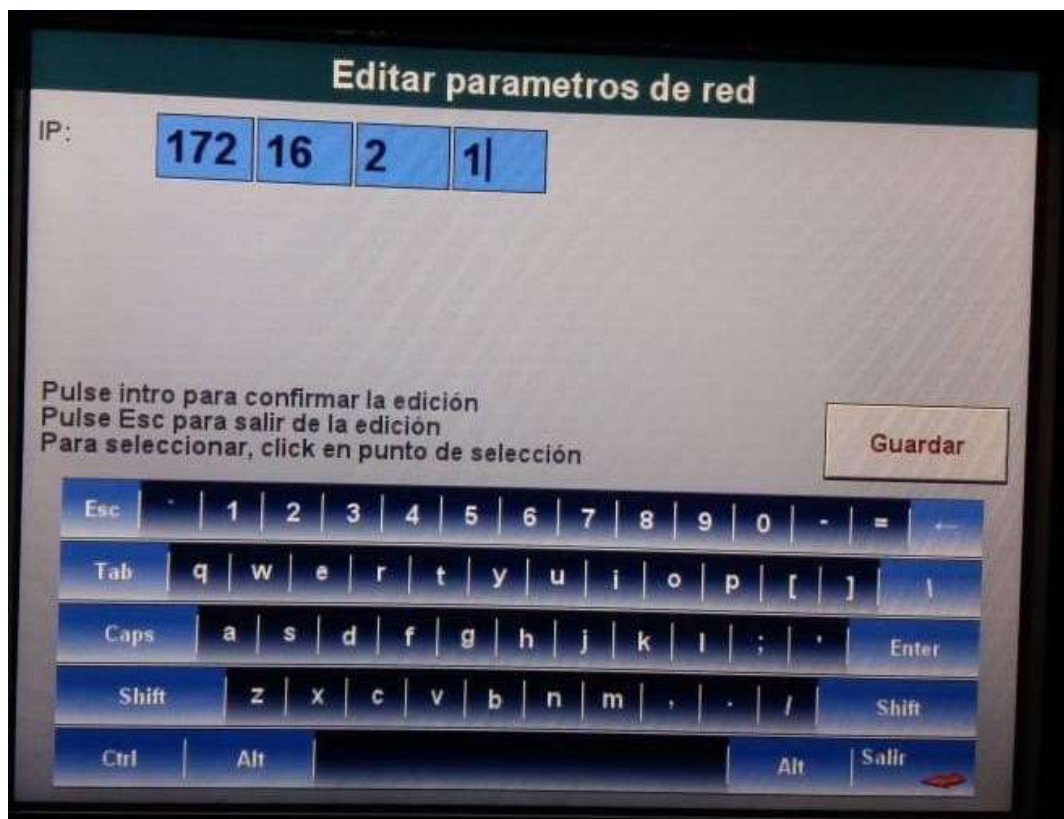 Editar parametros de red
IP: 172 16 2 1
Pulse intro para confirmar la edición
Pulse Esc para salir de la edición
Para seleccionar, click en punto de selección
Guardar
Esc ` 1 2 3 4 5 6 7 8 9 0 - = ←
Tab q w e r t y u i o p [ ] \
Caps a s d f g h j k l ; ' Enter
Shift z x c v b n m , . / Shift
Ctrl Alt Alt Salir